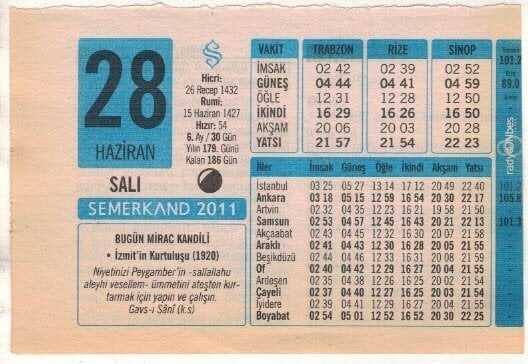 28
HAZİRAN
SALI
Hicri:
26 Recep 1432
Rumi:
15 Haziran 1427
Hızır: 54
6. Ay / 30 Gün
Yılın 179. Günü
Kalan 186 Gün
SEMERKAND 2011
BUGÜN MİRAC KANDİLİ
• İzmit'in Kurtuluşu (1920)
Niyetinizi Peygamber'in -sallallahu
aleyhi vesellem- ümmetini ateşten kur-
tarmak için yapın ve çalışın.
Gavs-ı Sânî (k.s)
VAKİT TRABZON RİZE SİNOP
İMSAK 02 42 02 39 02 52
GÜNEŞ 04 44 04 41 04 59
ÖĞLE 12 31 12 28 12 50
İKİNDİ 16 29 16 26 16 50
AKŞAM 20 06 20 03 20 28
YATSI 21 57 21 54 22 23
İller İmsak Güneş Öğle İkindi Akşam Yatsı
İstanbul 03 25 05 27 13 14 17 12 20 49 22 40
Ankara 03 18 05 15 12 59 16 54 20 30 22 17
Artvin 02 32 04 35 12 23 16 21 19 58 21 50
Samsun 02 53 04 57 12 45 16 43 20 21 22 13
Akçaabat 02 43 04 45 12 32 16 30 20 07 21 58
Araklı 02 41 04 43 12 30 16 28 20 05 21 55
Beşikdüzü 02 44 04 46 12 33 16 31 20 08 21 59
Of 02 40 04 42 12 29 16 27 20 04 21 55
Ardeşen 02 35 04 38 12 26 16 25 20 02 21 54
Çayeli 02 37 04 40 12 27 16 25 20 02 21 54
İyidere 02 39 04 41 12 29 16 27 20 04 21 55
Boyabat 02 54 05 01 12 52 16 52 20 30 22 25
101.2
89.0
radyovibes
101.2
105.8
101.3